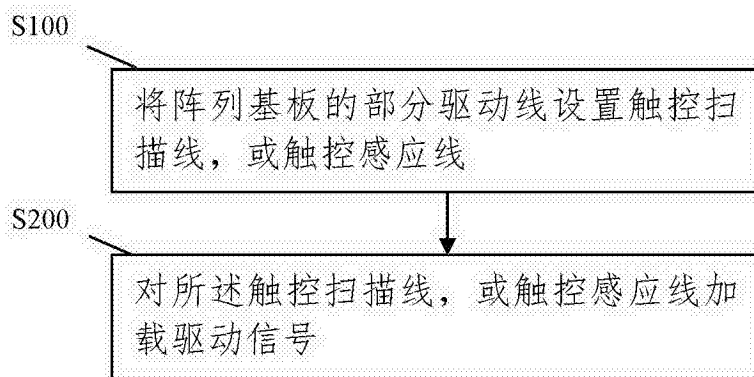 S100
将阵列基板的部分驱动线设置触控扫
描线，或触控感应线
S200
对所述触控扫描线，或触控感应线加
载驱动信号